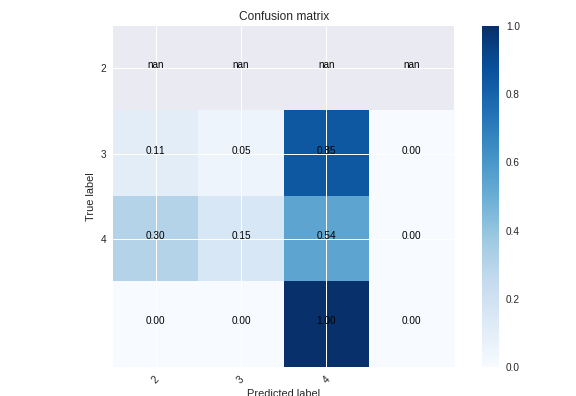 Confusion matrix
1.0
2 nan nan nan nan
0.8
3 0.11 0.05 0.85 0.00
0.6
True label
0.4
4 0.30 0.15 0.54 0.00
0.2
0.00 0.00 1.00 0.00
0.0
2 3 4
Predicted label